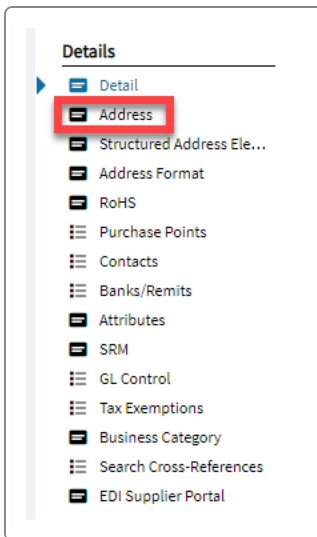 Details
Detail
Address
Structured Address Ele...
Address Format
RoHS
Purchase Points
Contacts
Banks/Remits
Attributes
SRM
GL Control
Tax Exemptions
Business Category
Search Cross-References
EDI Supplier Portal